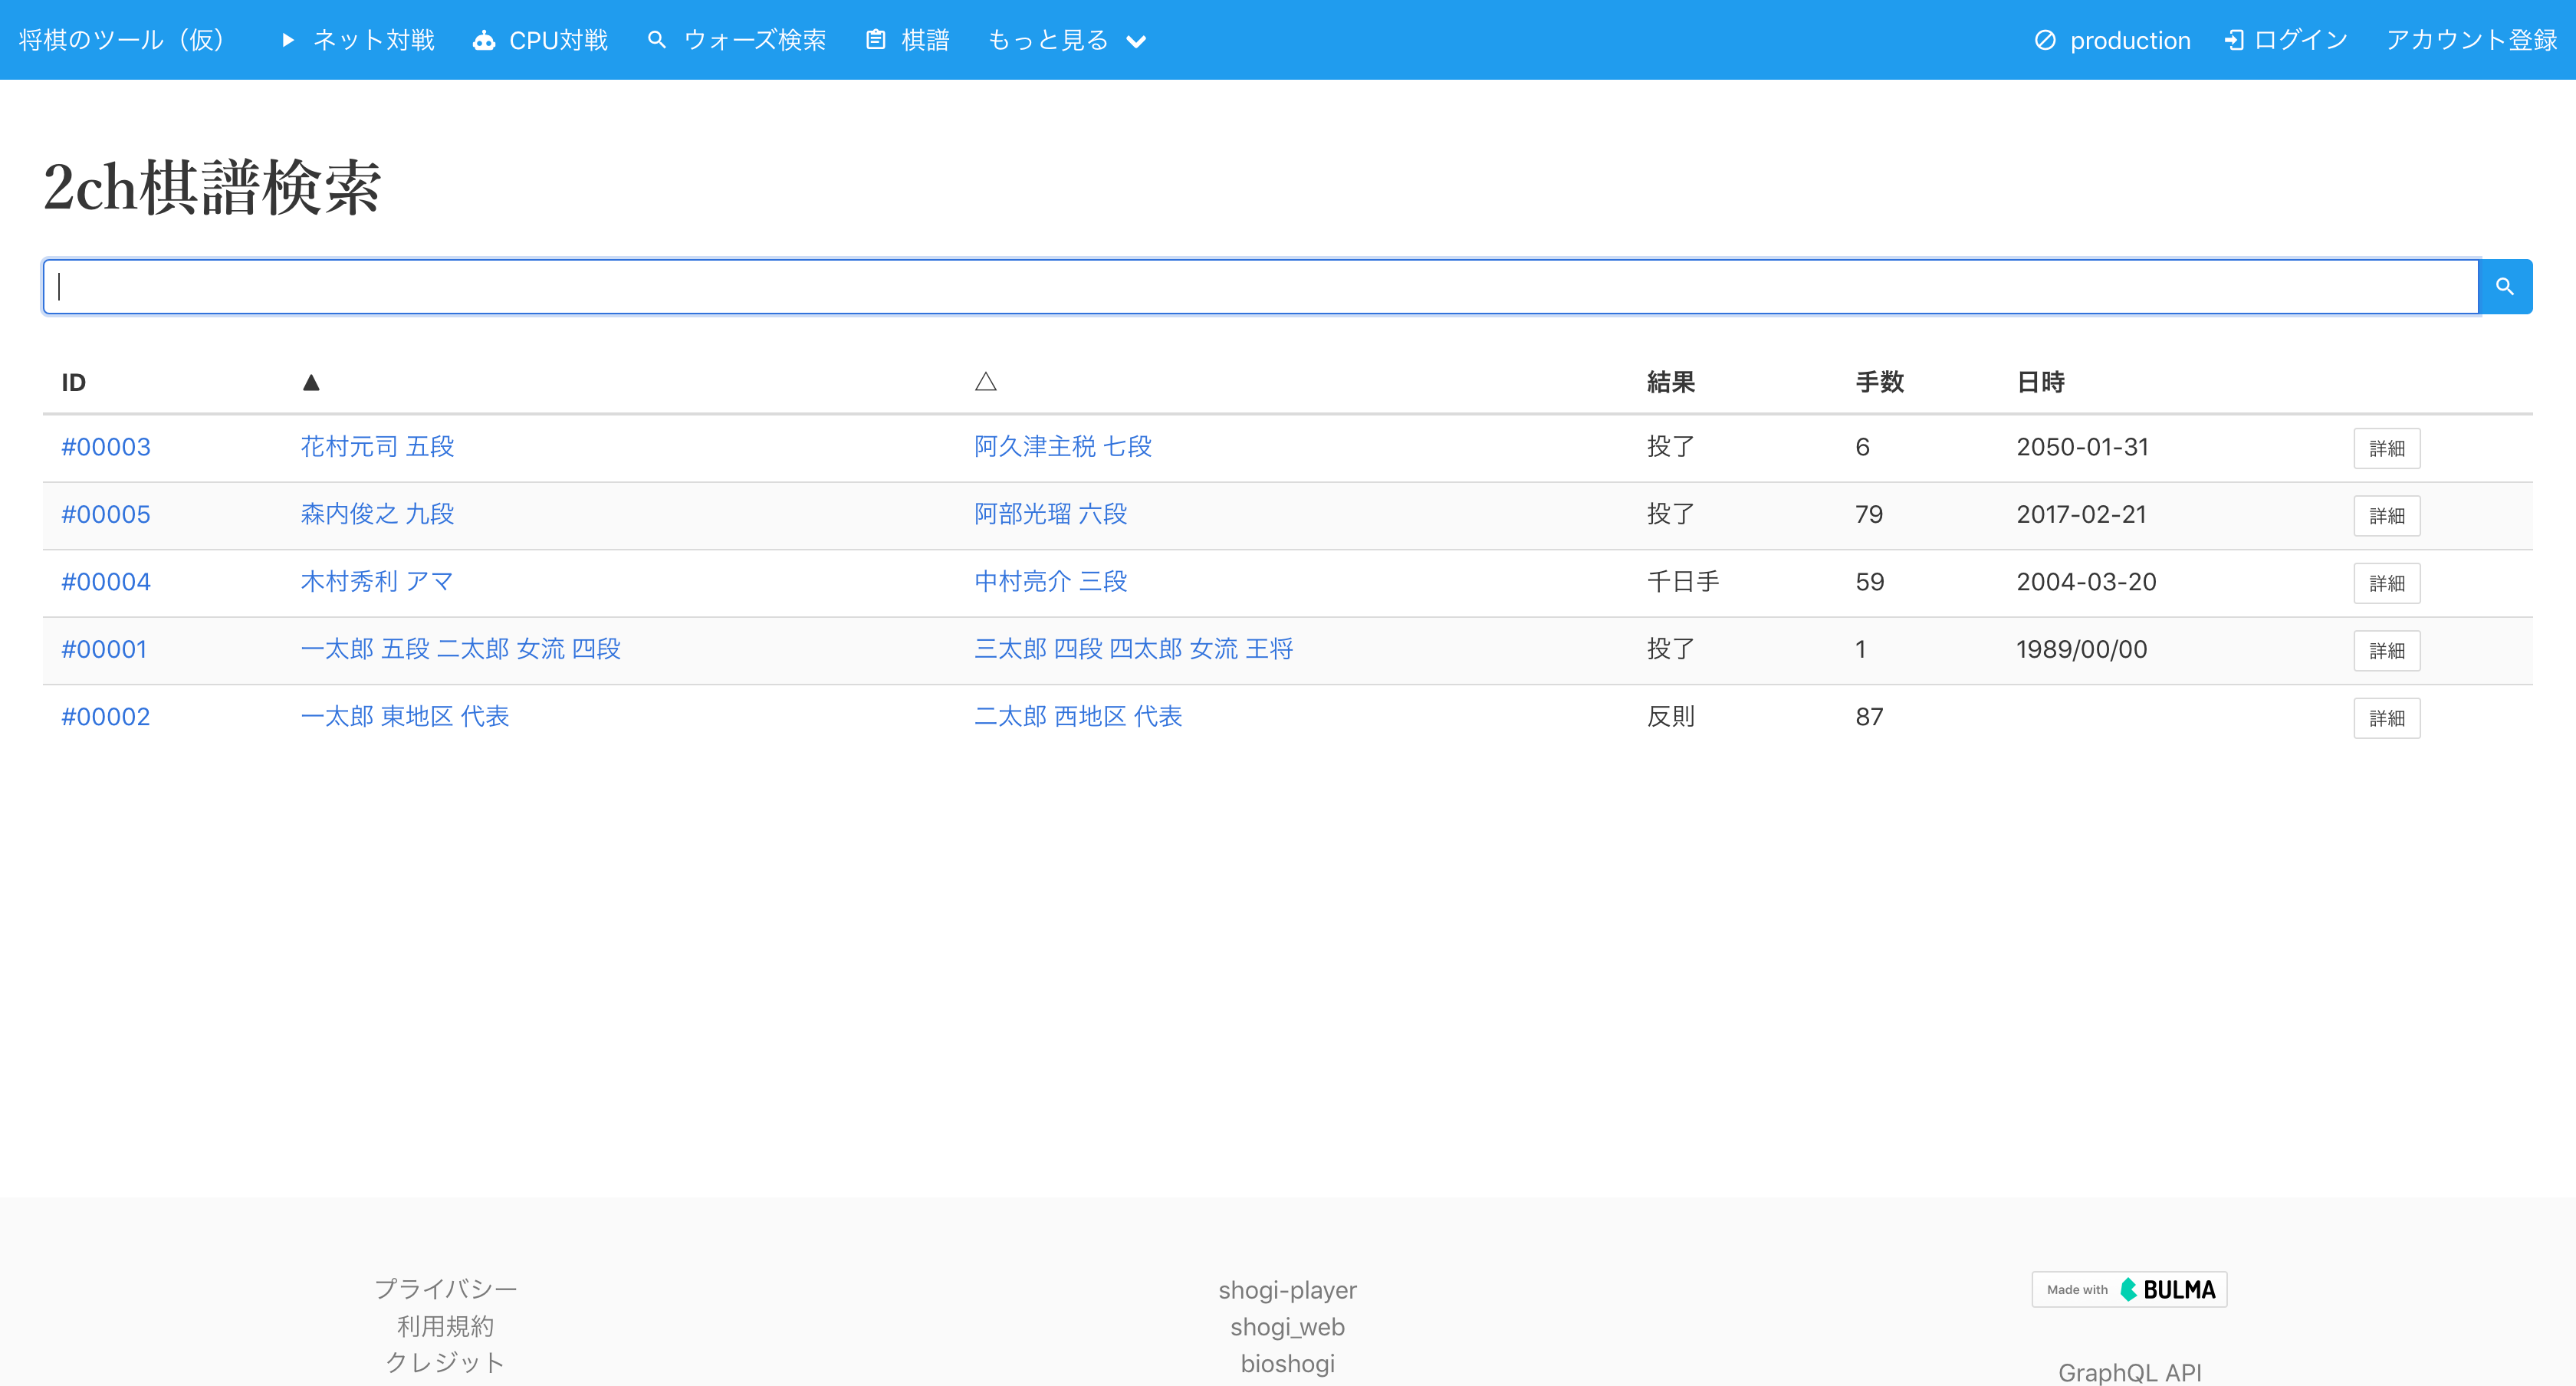 将棋のツール（仮） ネット対戦 CPU対戦 ウォーズ検索 棋譜 もっと見る production ログイン アカウント登録
2ch棋譜検索
ID ▲ △ 結果 手数 日時
#00003 花村元司 五段 阿久津主税 七段 投了 6 2050-01-31 詳細
#00005 森内俊之 九段 阿部光瑠 六段 投了 79 2017-02-21 詳細
#00004 木村秀利 アマ 中村亮介 三段 千日手 59 2004-03-20 詳細
#00001 一太郎 五段 二太郎 女流 四段 三太郎 四段 四太郎 女流 王将 投了 1 1989/00/00 詳細
#00002 一太郎 東地区 代表 二太郎 西地区 代表 反則 87 詳細
プライバシー shogi-player Made with BULMA
利用規約 shogi_web
クレジット bioshogi GraphQL API